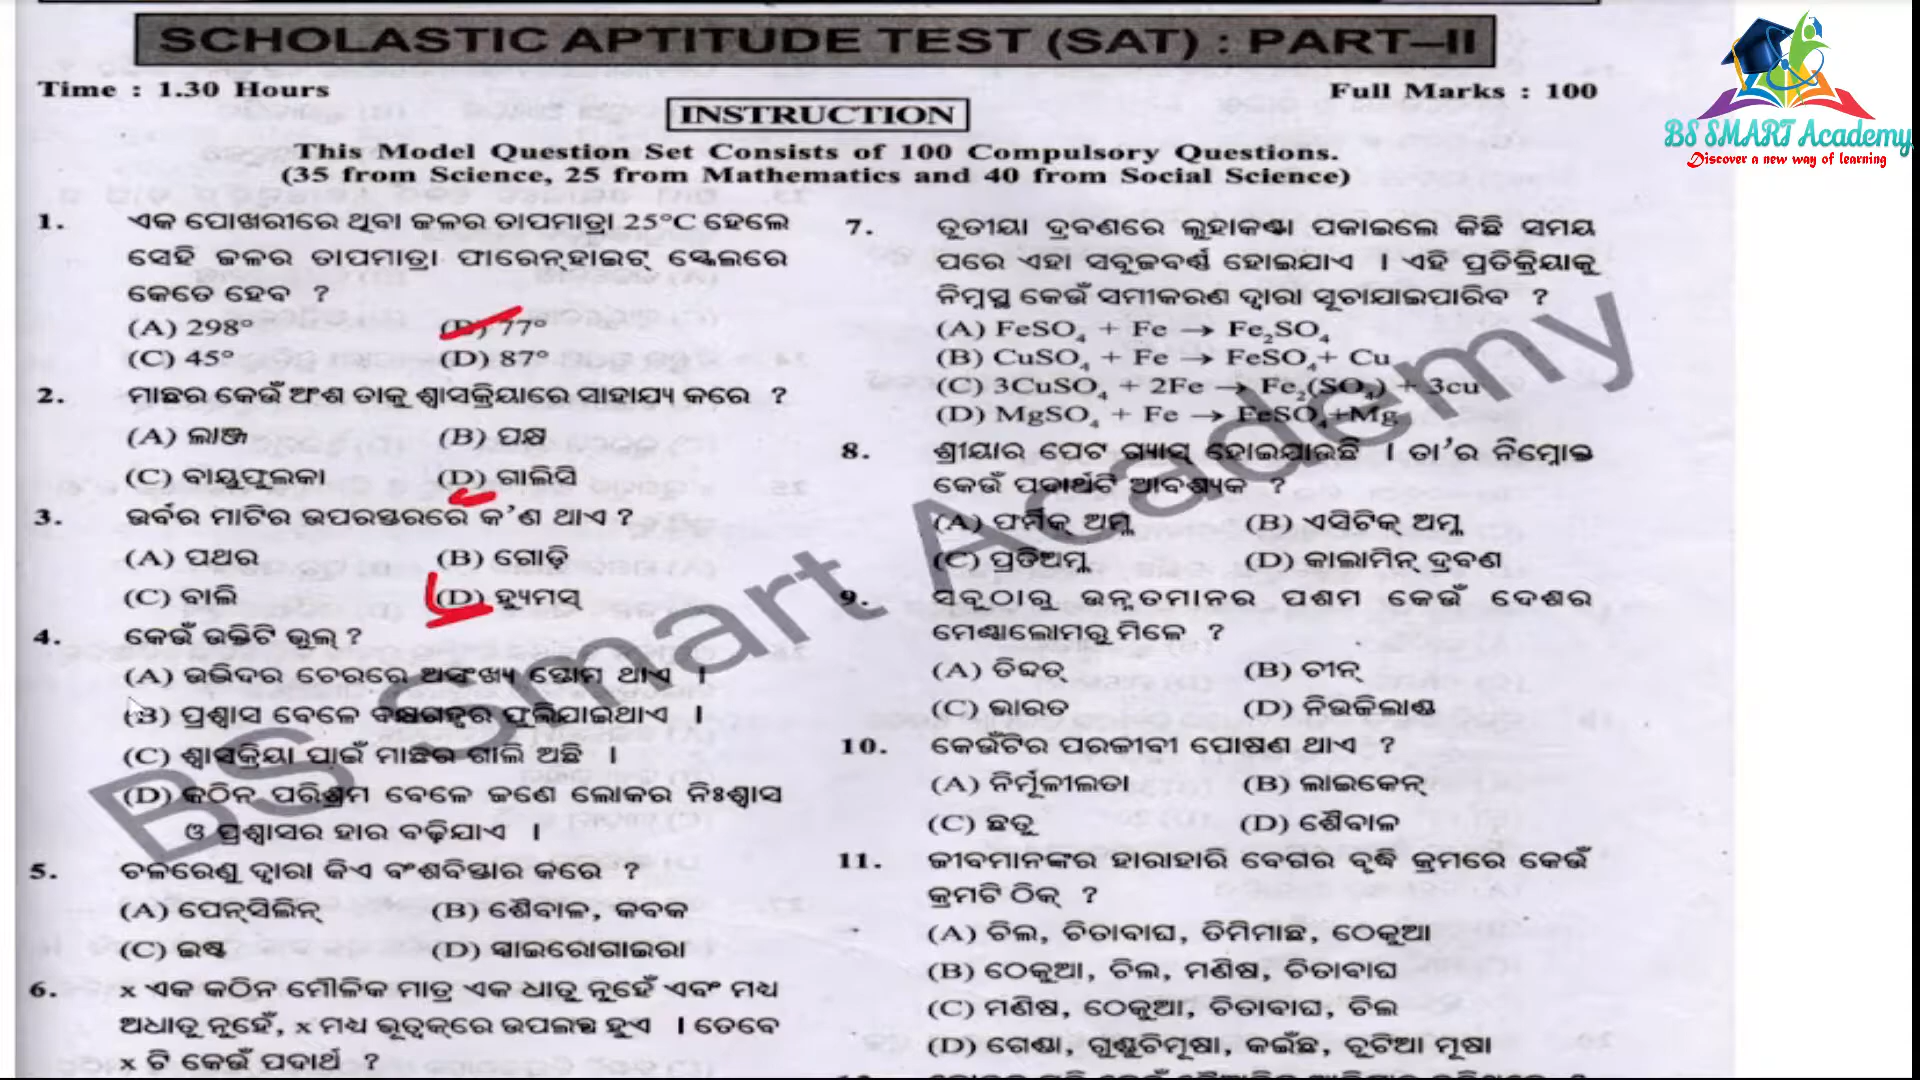 SCHOLASTIC APTITUDE TEST (SAT) : PART-II
Time : 1.30 Hours
Full Marks : 100
INSTRUCTION
This Model Question Set Consists of 100 Compulsory Questions.
(35 from Science, 25 from Mathematics and 40 from Social Science)
BS SMART Academy
Discover a new way of learning
1. ଏକ ପୋଖରୀରେ ଥିବା ଜଳର ତାପମାତ୍ରା 25°C ହେଲେ
ସେହି ଜଳର ତାପମାତ୍ରା ଫାରେନ୍‌ହାଇଟ୍ ସ୍କେଲରେ
କେତେ ହେବ ?
(A) 298° (B) 77°
(C) 45° (D) 87°
2. ମାଛର କେଉଁ ଅଂଶ ତାକୁ ଶ୍ୱାସକ୍ରିୟାରେ ସାହାଯ୍ୟ କରେ ?
(A) ଲାଞ୍ଜ (B) ପକ୍ଷ
(C) ବାୟୁଫୁଲକା (D) ଗାଲିସି
3. ଉର୍ବର ମାଟିର ଉପରସ୍ତରରେ କ'ଣ ଥାଏ ?
(A) ପଥର (B) ଗୋଡ଼ି
(C) ବାଲି (D) ହ୍ୟୁମସ୍
4. କେଉଁ ଉକ୍ତିଟି ଭୁଲ୍ ?
(A) ଉଦ୍ଭିଦର ଚେରରେ ଅସଂଖ୍ୟ ଷ୍ଟୋମ ଥାଏ ।
(B) ପ୍ରଶ୍ୱାସ ବେଳେ ବକ୍ଷଗହ୍ୱର ଫୁଲିଯାଇଥାଏ ।
(C) ଶ୍ୱାସକ୍ରିୟା ପାଇଁ ମାଛର ଗାଲି ଅଛି ।
(D) କଠିନ ପରିଶ୍ରମ ବେଳେ ଜଣେ ଲୋକର ନିଃଶ୍ୱାସ
ଓ ପ୍ରଶ୍ୱାସର ହାର ବଢ଼ିଯାଏ ।
5. ଚଳରେଣୁ ଦ୍ୱାରା କିଏ ବଂଶବିସ୍ତାର କରେ ?
(A) ପେନ୍‌ସିଲିନ୍ (B) ଶୈବାଳ, କବକ
(C) ଇଷ୍ଟ (D) ସ୍ପାଇରୋଗାଇରା
6. x ଏକ କଠିନ ମୌଳିକ ମାତ୍ର ଏକ ଧାତୁ ନୁହେଁ ଏବଂ ମଧ୍ୟ
ଅଧାତୁ ନୁହେଁ, x ମଧ୍ୟ ଭୂତ୍ୱକ୍‌ରେ ଉପଲବ୍ଧ ହୁଏ । ତେବେ
x ଟି କେଉଁ ପଦାର୍ଥ ?
7. ତୁତୀୟା ଦ୍ରବଣରେ ଲୁହାକଣ୍ଟା ପକାଇଲେ କିଛି ସମୟ
ପରେ ଏହା ସବୁଜବର୍ଣ୍ଣ ହୋଇଯାଏ । ଏହି ପ୍ରତିକ୍ରିୟାକୁ
ନିମ୍ନସ୍ଥ କେଉଁ ସମୀକରଣ ଦ୍ୱାରା ସୂଚାଯାଇପାରିବ ?
(A) FeSO₄ + Fe → Fe₂SO₄
(B) CuSO₄ + Fe → FeSO₄+ Cu
(C) 3CuSO₄ + 2Fe → Fe₂(SO₄) + 3cu
(D) MgSO₄ + Fe → FeSO₄+Mg
8. ଶ୍ରୀୟାର ପେଟ ଗ୍ୟାସ୍ ହୋଇଯାଉଛି । ତା'ର ନିମ୍ନୋକ୍ତ
କେଉଁ ପଦାର୍ଥଟି ଆବଶ୍ୟକ ?
(A) ଫର୍ମିକ୍ ଅମ୍ଳ (B) ଏସିଟିକ୍ ଅମ୍ଳ
(C) ପ୍ରତିଅମ୍ଳ (D) କାଲାମିନ୍ ଦ୍ରବଣ
9. ସବୁଠାରୁ ଉନ୍ନତମାନର ପଶମ କେଉଁ ଦେଶର
ମେଣ୍ଢାଲୋମରୁ ମିଳେ ?
(A) ତିବ୍ଦତ୍ (B) ଚୀନ୍
(C) ଭାରତ (D) ନିଉଜିଲାଣ୍ଡ
10. କେଉଁଟିର ପରଜୀବୀ ପୋଷଣ ଥାଏ ?
(A) ନିର୍ମୂଳୀଲତା (B) ଲାଇକେନ୍
(C) ଛତୁ (D) ଶୈବାଳ
11. ଜୀବମାନଙ୍କର ହାରାହାରି ବେଗର ବୃଦ୍ଧି କ୍ରମରେ କେଉଁ
କ୍ରମଟି ଠିକ୍ ?
(A) ଚିଲ, ଚିତାବାଘ, ତିମିମାଛ, ଠେକୁଆ
(B) ଠେକୁଆ, ଚିଲ, ମଣିଷ, ଚିତାବାଘ
(C) ମଣିଷ, ଠେକୁଆ, ଚିତାବାଘ, ଚିଲ
(D) ଗେଣ୍ଡା, ଗୁଣ୍ଡୁଚିମୂଷା, କଇଁଛ, ଚୁଟିଆ ମୂଷା
BS Smart Academy